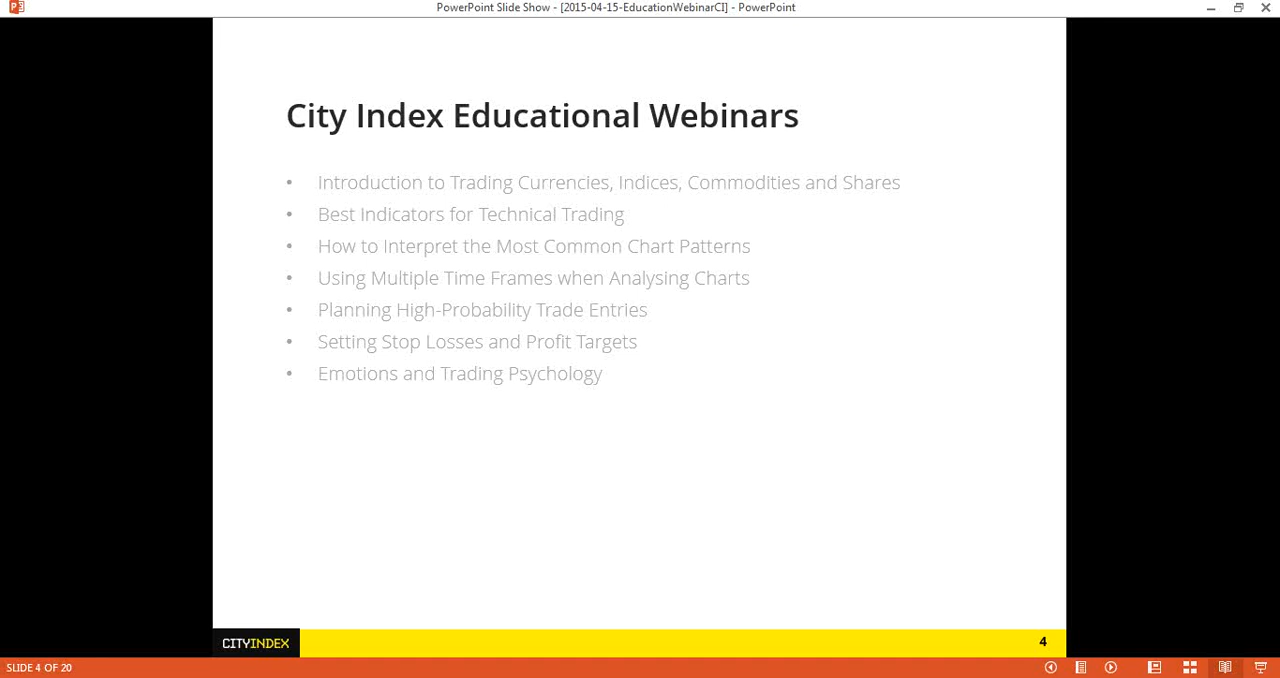 PowerPoint Slide Show - [2015-04-15-EducationWebinarCI] - PowerPoint
City Index Educational Webinars
• Introduction to Trading Currencies, Indices, Commodities and Shares
• Best Indicators for Technical Trading
• How to Interpret the Most Common Chart Patterns
• Using Multiple Time Frames when Analysing Charts
• Planning High-Probability Trade Entries
• Setting Stop Losses and Profit Targets
• Emotions and Trading Psychology
CITYINDEX
4
SLIDE 4 OF 20